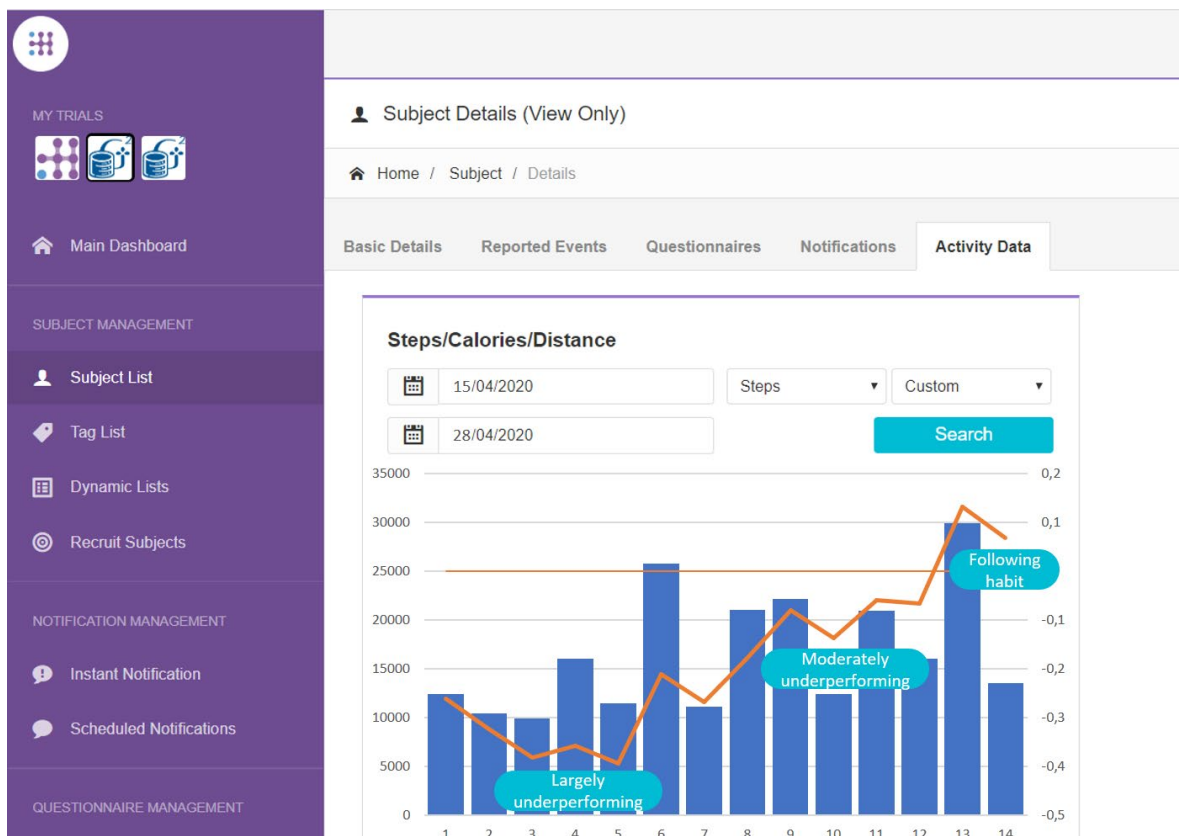 MY TRIALS
Main Dashboard
SUBJECT MANAGEMENT
Subject List
Tag List
Dynamic Lists
Recruit Subjects
NOTIFICATION MANAGEMENT
Instant Notification
Scheduled Notifications
QUESTIONNAIRE MANAGEMENT
Subject Details (View Only)
Home / Subject / Details
Basic Details Reported Events Questionnaires Notifications Activity Data
Steps/Calories/Distance
15/04/2020 Steps Custom
28/04/2020 Search
35000 0,2
30000 0,1
25000
20000 -0,1
15000 -0,2
10000 -0,3
5000 -0,4
0 -0,5
Following
habit
Moderately
underperforming
Largely
underperforming
1 2 3 4 5 6 7 8 9 10 11 12 13 14